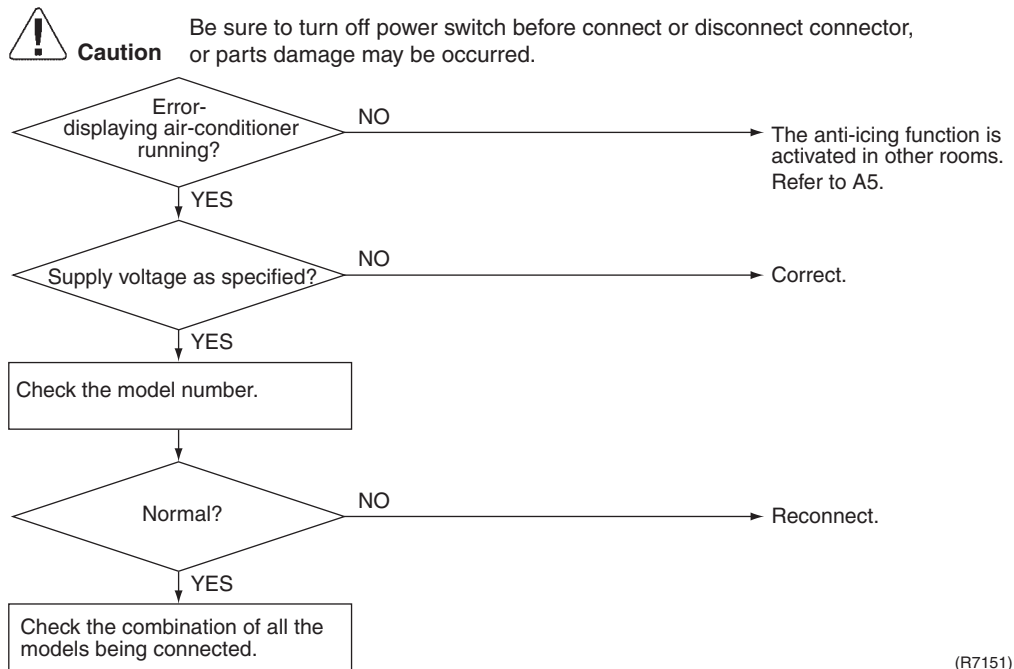 Be sure to turn off power switch before connect or disconnect connector,
Caution or parts damage may be occurred.
Error-
displaying air-conditioner
running?
NO
The anti-icing function is
activated in other rooms.
Refer to A5.
YES
Supply voltage as specified?
NO
Correct.
YES
Check the model number.
Normal?
NO
Reconnect.
YES
Check the combination of all the
models being connected.
(R7151)